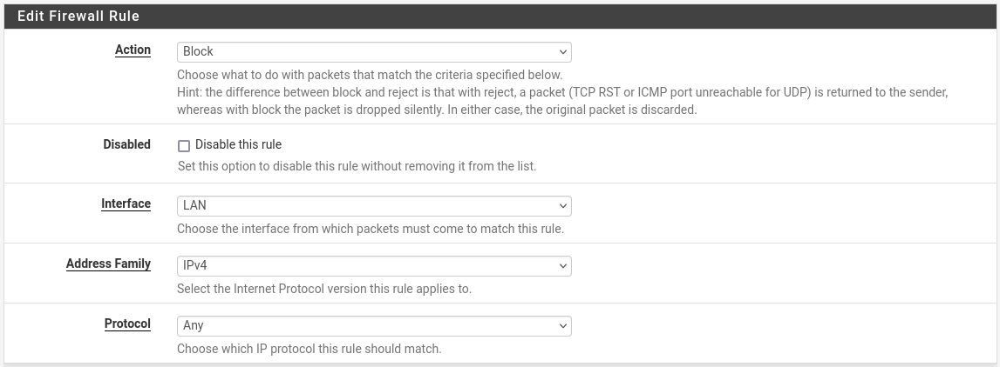 Edit Firewall Rule
Action
Block
Choose what to do with packets that match the criteria specified below.
Hint: the difference between block and reject is that with reject, a packet (TCP RST or ICMP port unreachable for UDP) is returned to the sender,
whereas with block the packet is dropped silently. In either case, the original packet is discarded.
Disabled
Disable this rule
Set this option to disable this rule without removing it from the list.
Interface
LAN
Choose the interface from which packets must come to match this rule.
Address Family
IPv4
Select the Internet Protocol version this rule applies to.
Protocol
Any
Choose which IP protocol this rule should match.